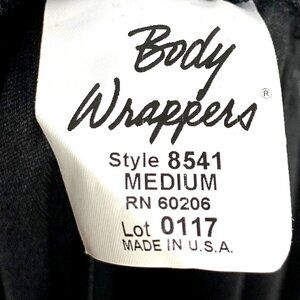 Body
Wrappers®
Style 8541
MEDIUM
RN 60206
Lot 0117
MADE IN U.S.A.